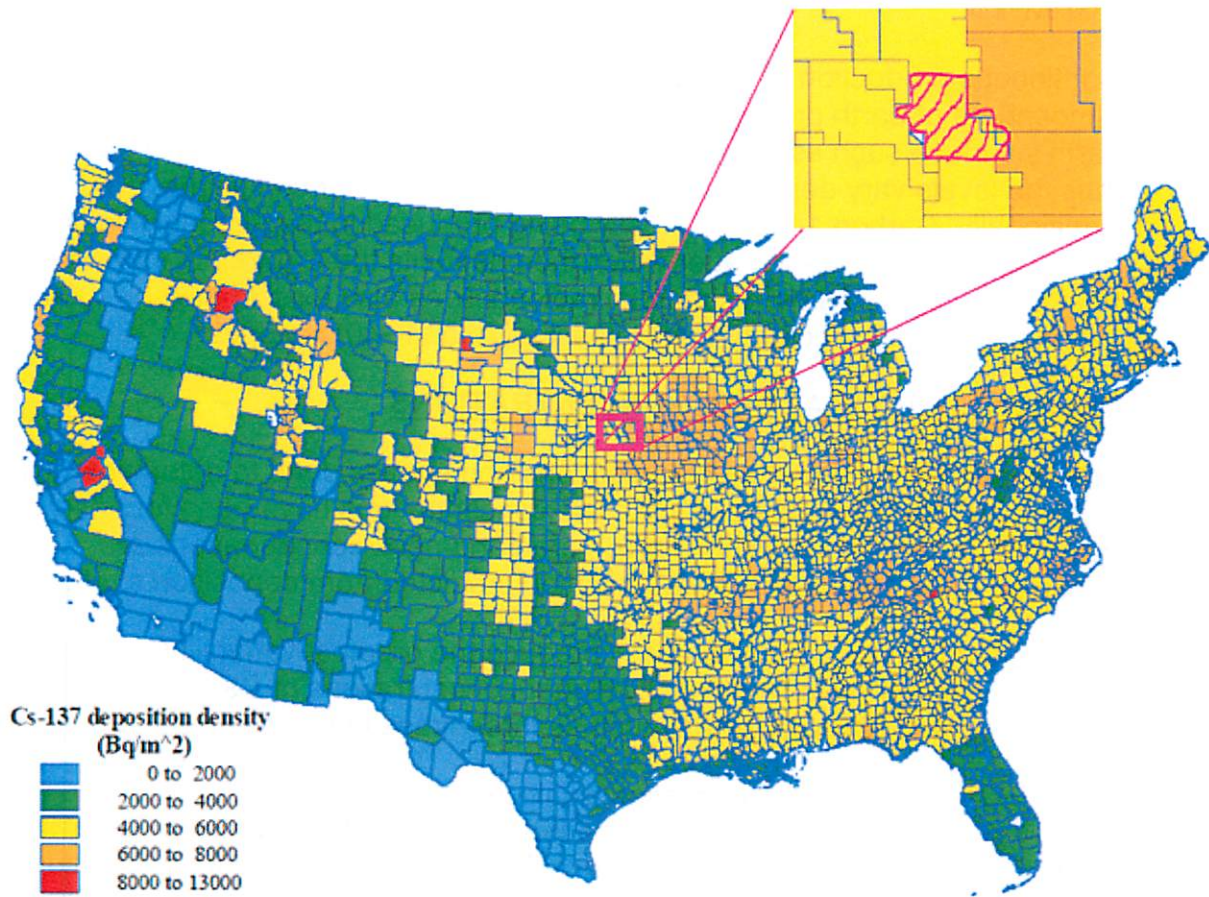 Cs-137 deposition density
(Bq/m^2)
0 to 2000
2000 to 4000
4000 to 6000
6000 to 8000
8000 to 13000